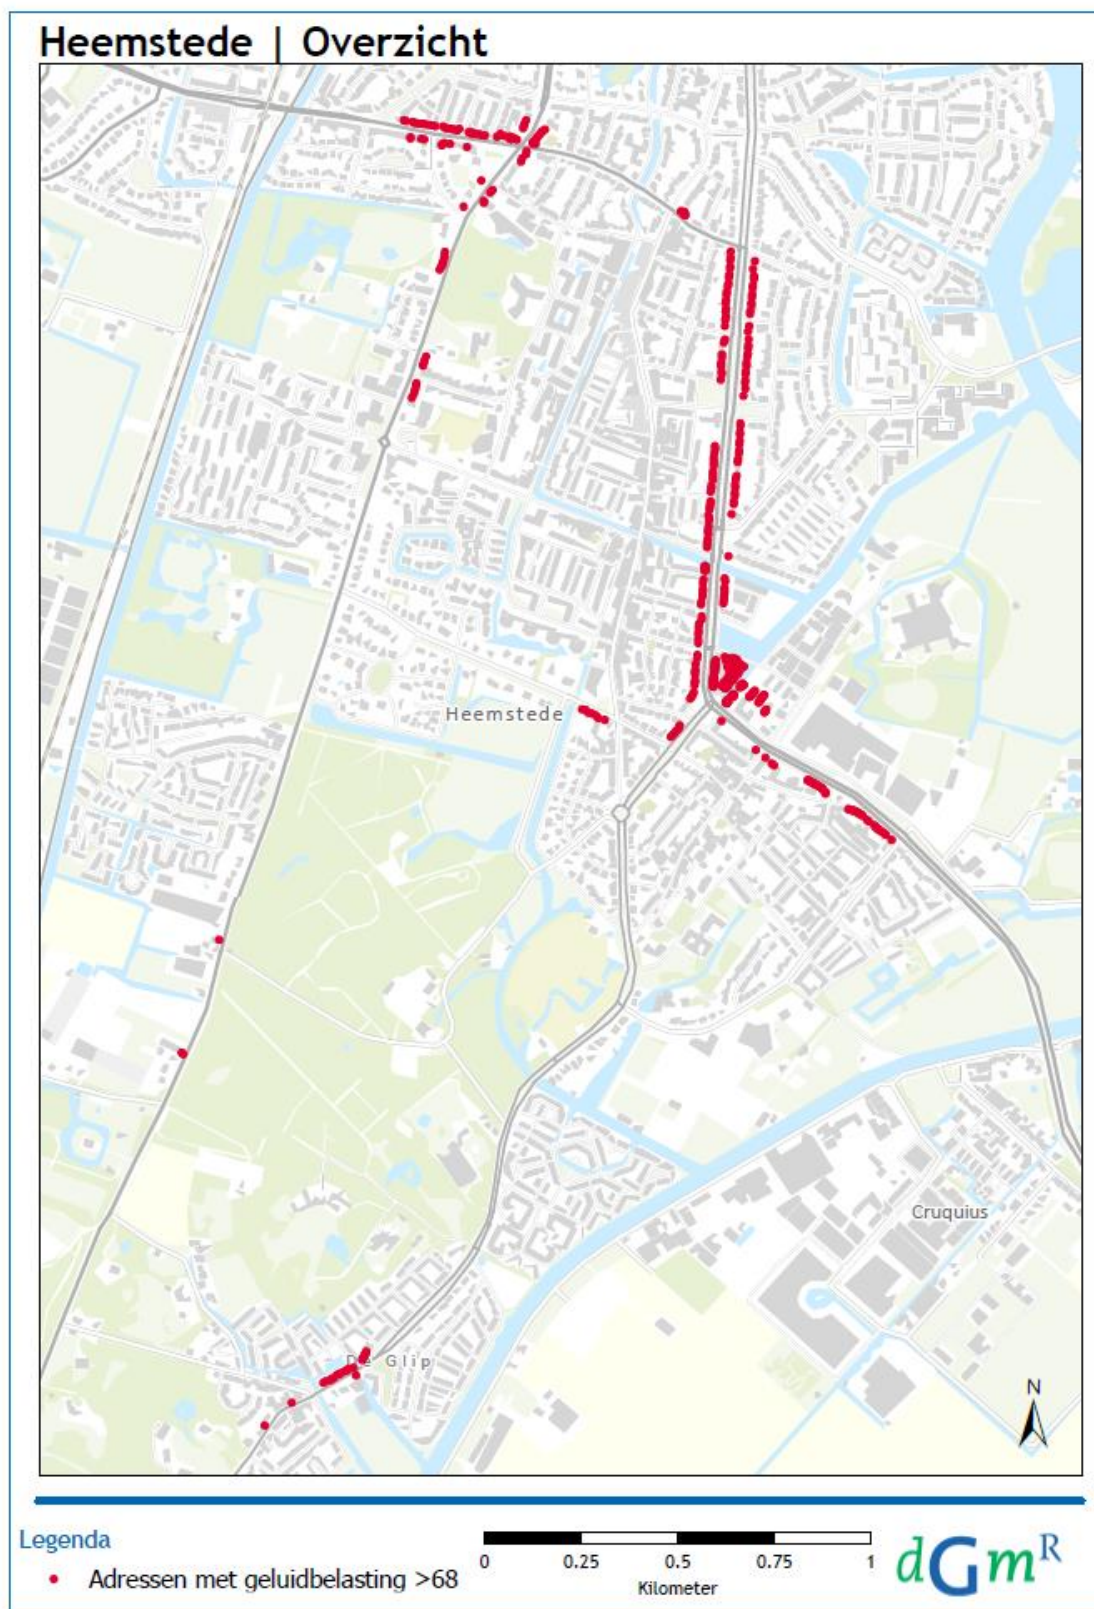 Heemstede | Overzicht
Heemstede
Cruquius
De Glip
N
Legenda
Adressen met geluidbelasting >68
0 0.25 0.5 0.75 1
Kilometer
dGmR